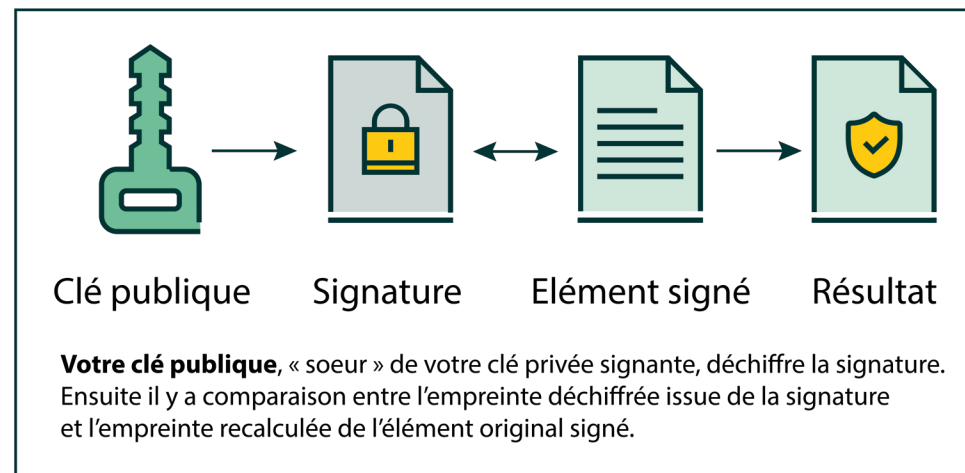 Clé publique
Signature
Elément signé
Résultat
Votre clé publique, « soeur » de votre clé privée signante, déchiffre la signature.
Ensuite il y a comparaison entre l’empreinte déchiffrée issue de la signature
et l’empreinte recalculée de l’élément original signé.